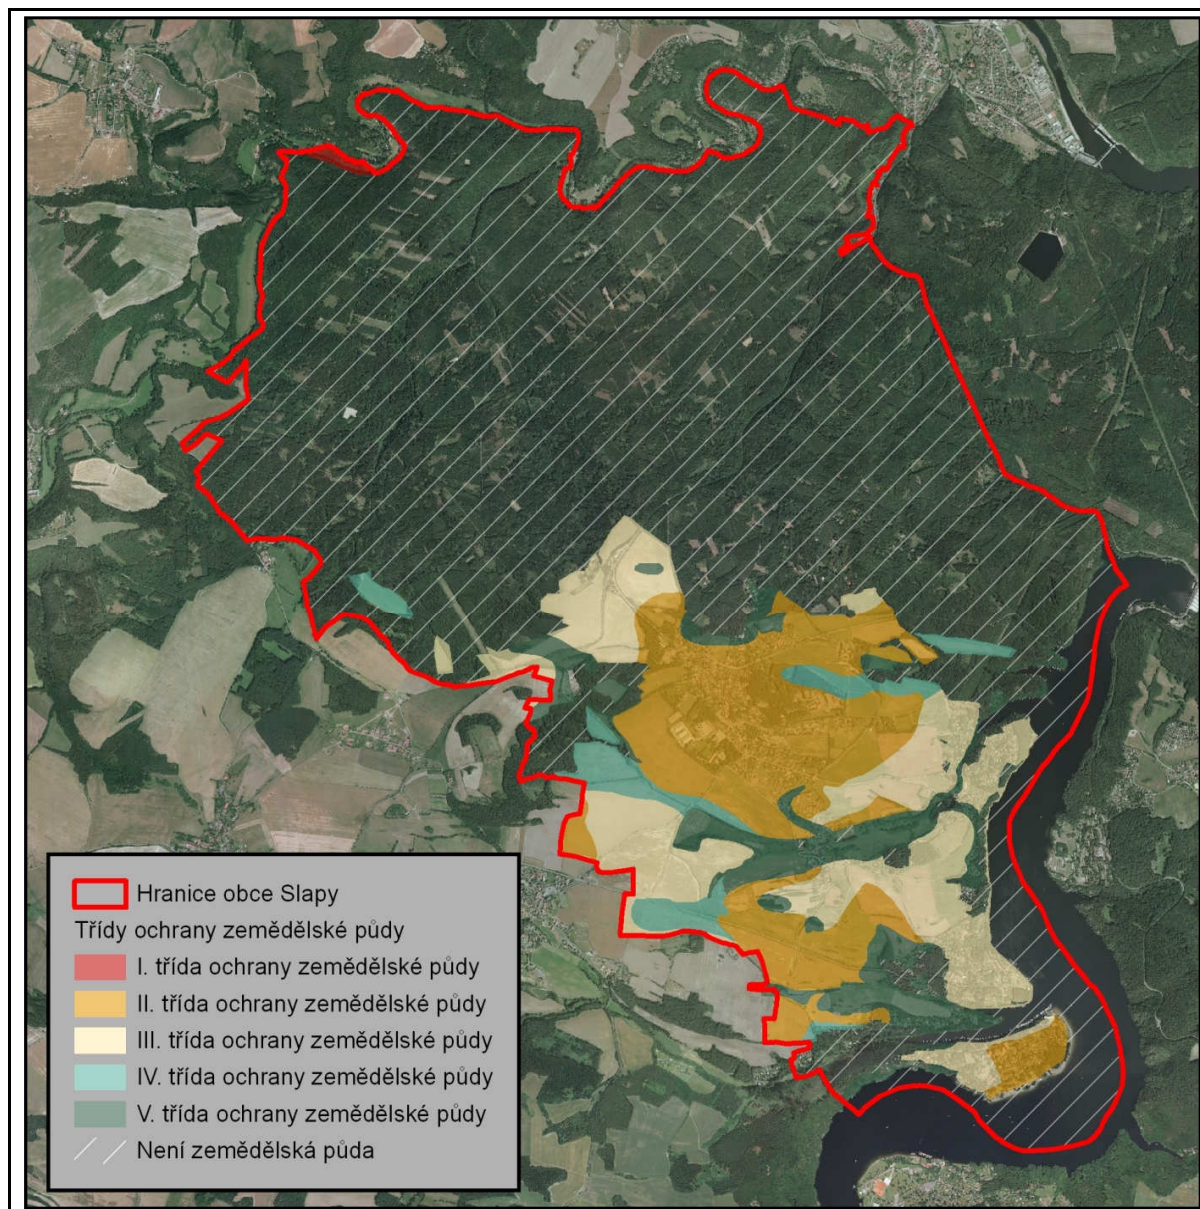 Hranice obce Slapy
Třídy ochrany zemědělské půdy
I. třída ochrany zemědělské půdy
II. třída ochrany zemědělské půdy
III. třída ochrany zemědělské půdy
IV. třída ochrany zemědělské půdy
V. třída ochrany zemědělské půdy
Není zemědělská půda